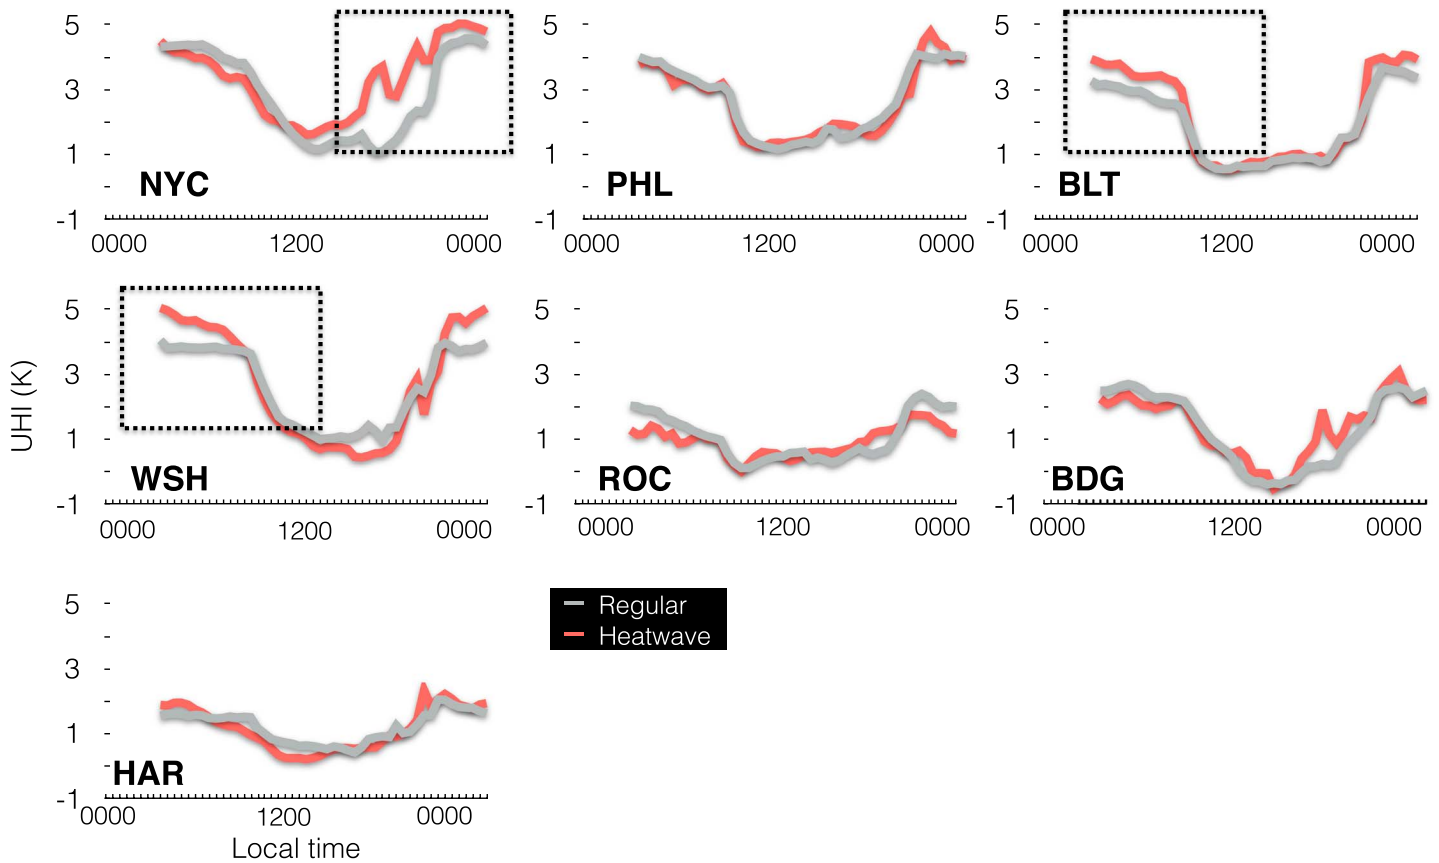 5 3 1 -1
NYC
0000 1200 0000
5 3 1 -1
PHL
0000 1200 0000
5 3 1 -1
BLT
0000 1200 0000
UHI (K)
5 3 1 -1
WSH
0000 1200 0000
5 3 1 -1
ROC
0000 1200 0000
5 3 1 -1
BDG
0000 1200 0000
5 3 1 -1
HAR
0000 1200 0000
Local time
Regular
Heatwave